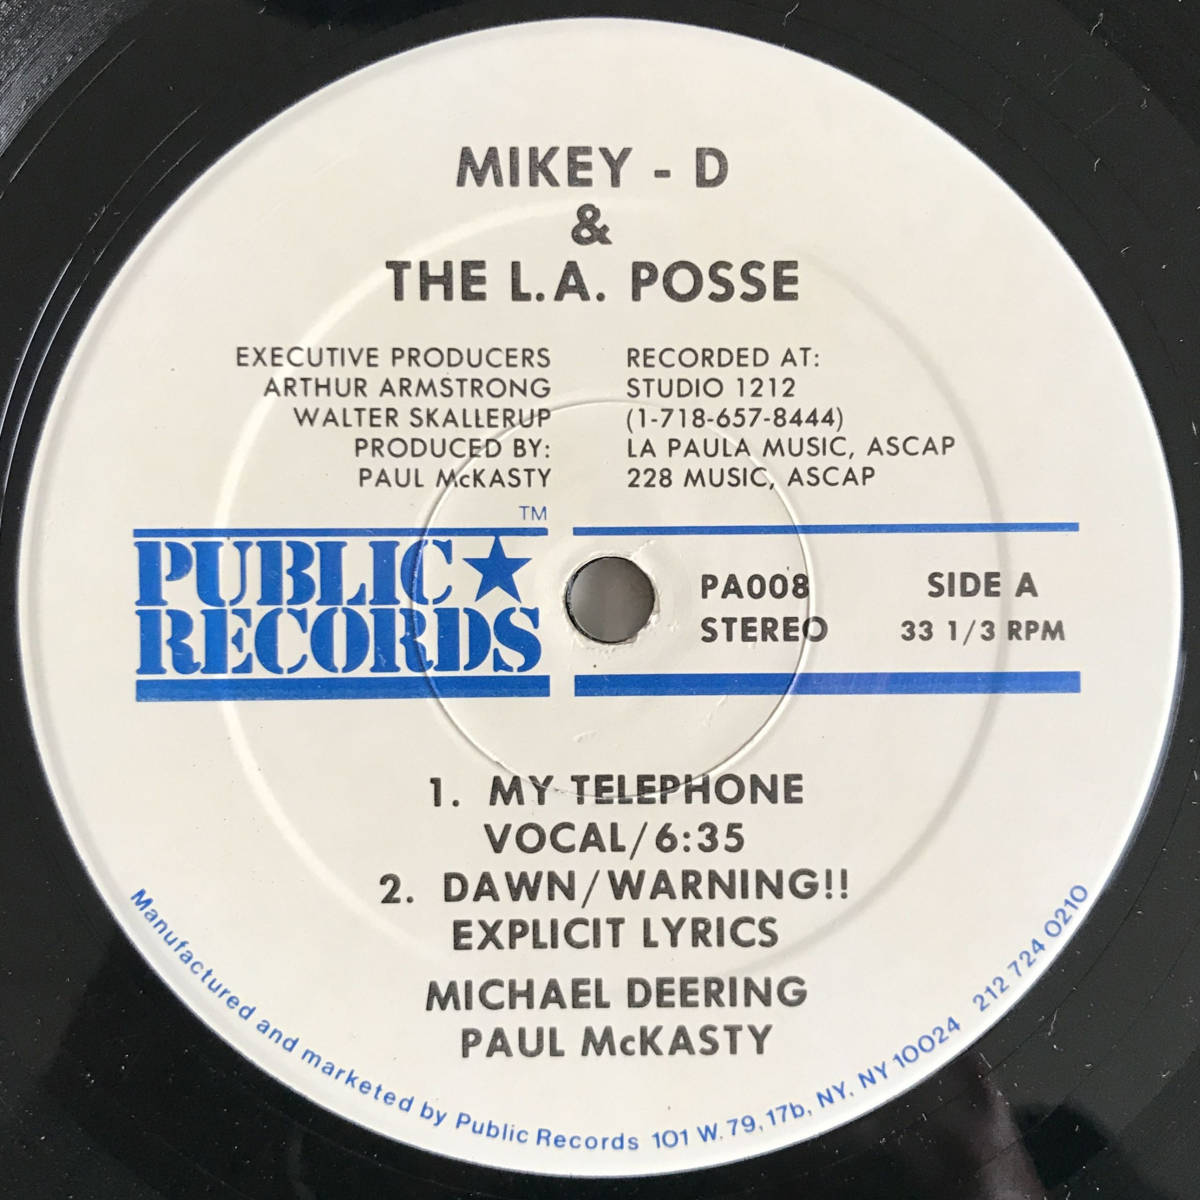 MIKEY - D
&
THE L.A. POSSE
EXECUTIVE PRODUCERS
ARTHUR ARMSTRONG
WALTER SKALLERUP
PRODUCED BY:
PAUL McKASTY
RECORDED AT:
STUDIO 1212
(1-718-657-8444)
LA PAULA MUSIC, ASCAP
228 MUSIC, ASCAP
TM
PUBLIC★
RECORDS
PA008
STEREO
SIDE A
33 1/3 RPM
1. MY TELEPHONE
VOCAL/6:35
2. DAWN/WARNING!!
EXPLICIT LYRICS
MICHAEL DEERING
PAUL McKASTY
Manufactured and marketed by Public Records 101 W. 79, 17b, NY, NY 10024 212 724 0210